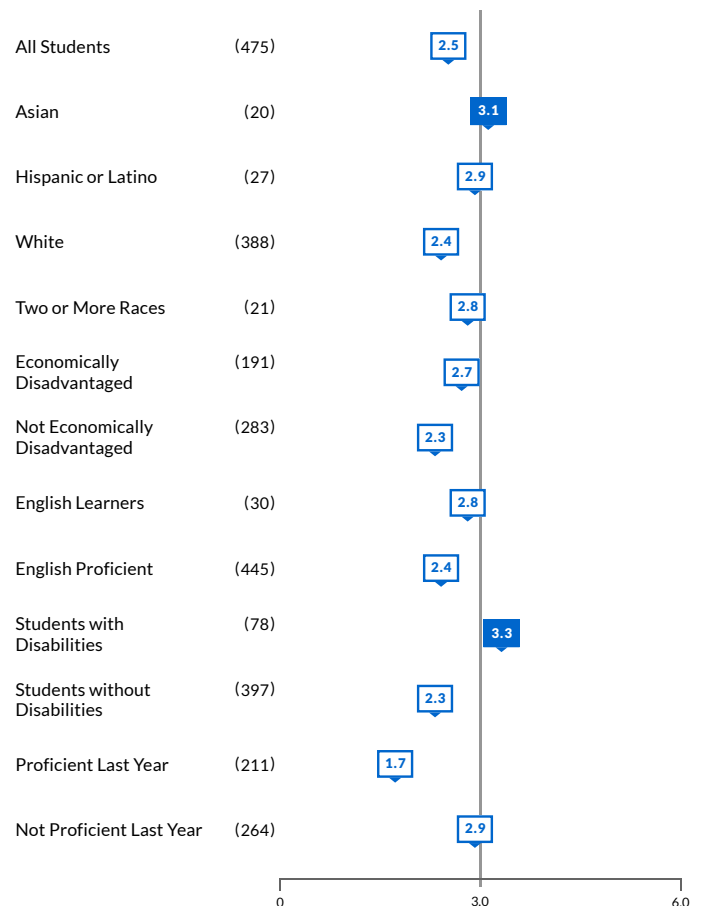 All Students (475) 2.5
Asian (20) 3.1
Hispanic or Latino (27) 2.9
White (388) 2.4
Two or More Races (21) 2.8
Economically (191)
Disadvantaged 2.7
Not Economically (283)
Disadvantaged 2.3
English Learners (30) 2.8
English Proficient (445) 2.4
Students with (78)
Disabilities 3.3
Students without (397)
Disabilities 2.3
Proficient Last Year (211) 1.7
Not Proficient Last Year (264) 2.9
0 3.0 6.0